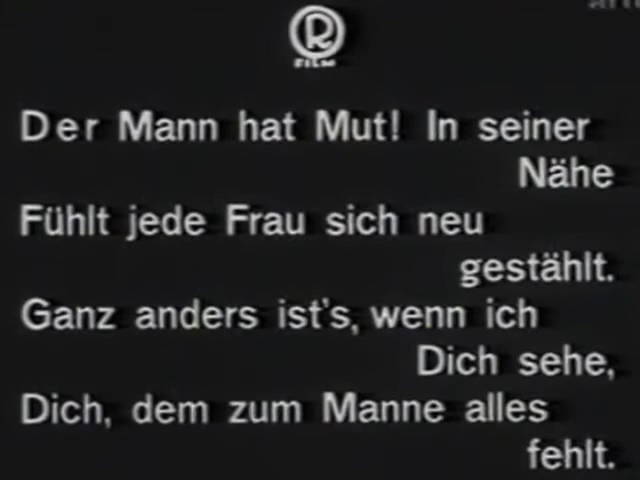 R
FILM
Der Mann hat Mut! In seiner
Nähe
Fühlt jede Frau sich neu
gestählt.
Ganz anders ist's, wenn ich
Dich sehe,
Dich, dem zum Manne alles
fehlt.